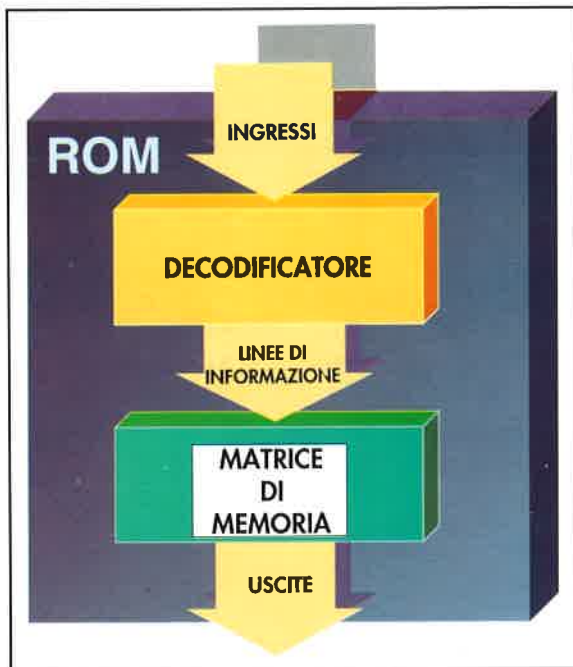 INGRESSI
ROM
DECODIFICATORE
LINEE DI
INFORMAZIONE
MATRICE
DI
MEMORIA
USCITE